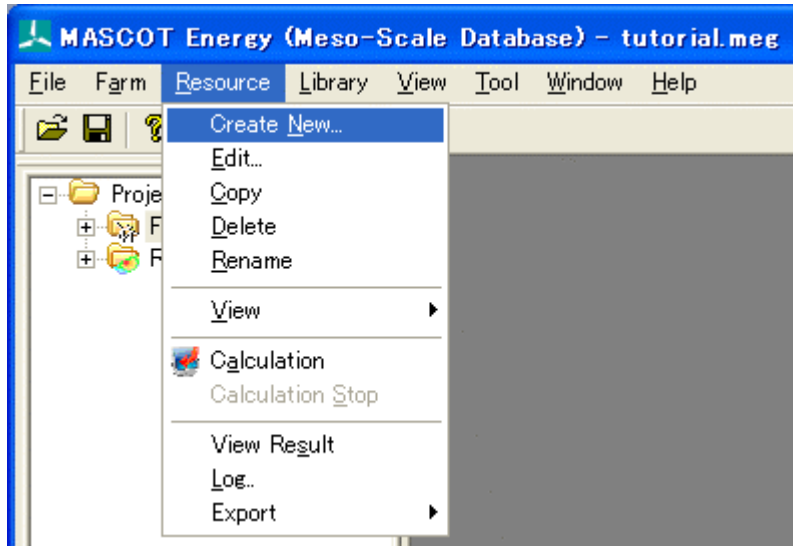 MASCOT Energy (Meso-Scale Database) - tutorial.meg
File Farm Resource Library View Tool Window Help
Create New...
Edit...
Copy
Delete
Rename
View
Calculation
Calculation Stop
View Result
Log..
Export
Proje
F
R